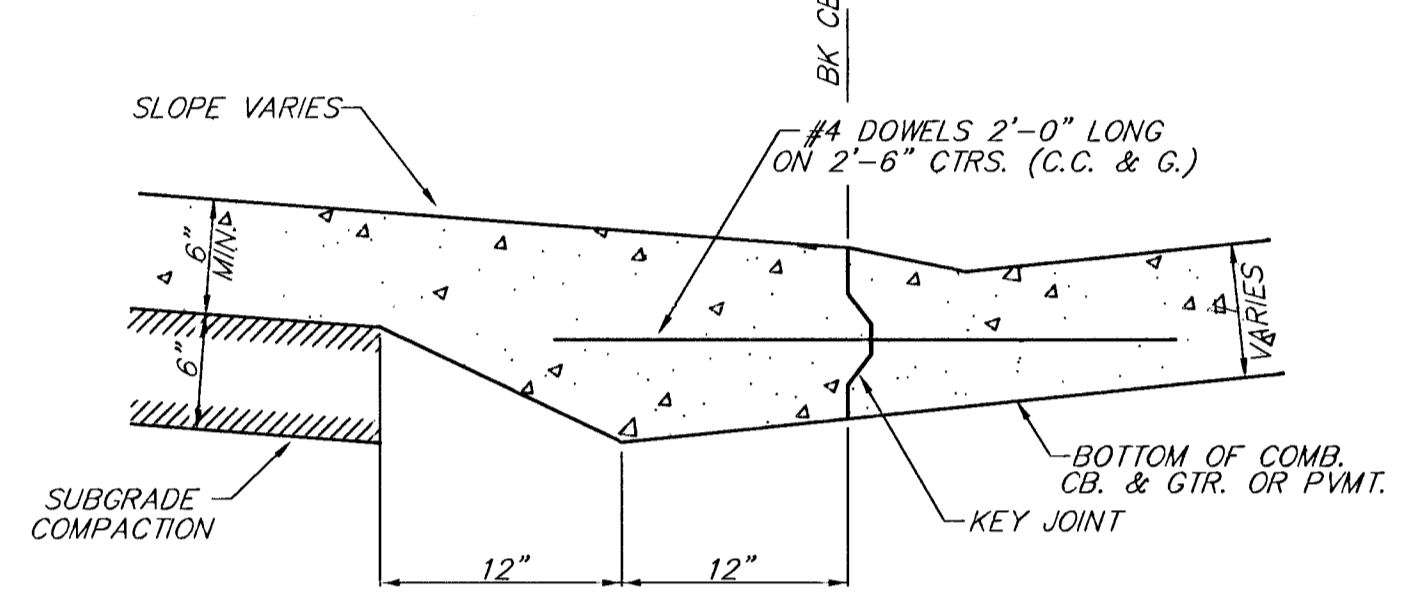 BK
SLOPE VARIES
#4 DOWELS 2'-0" LONG
ON 2'-6" CTRS. (C.C. & G.)
6"
MIN.
6"
VARIES
SUBGRADE
COMPACTION
BOTTOM OF COMB.
CB. & GTR. OR PVMT.
KEY JOINT
12"
12"